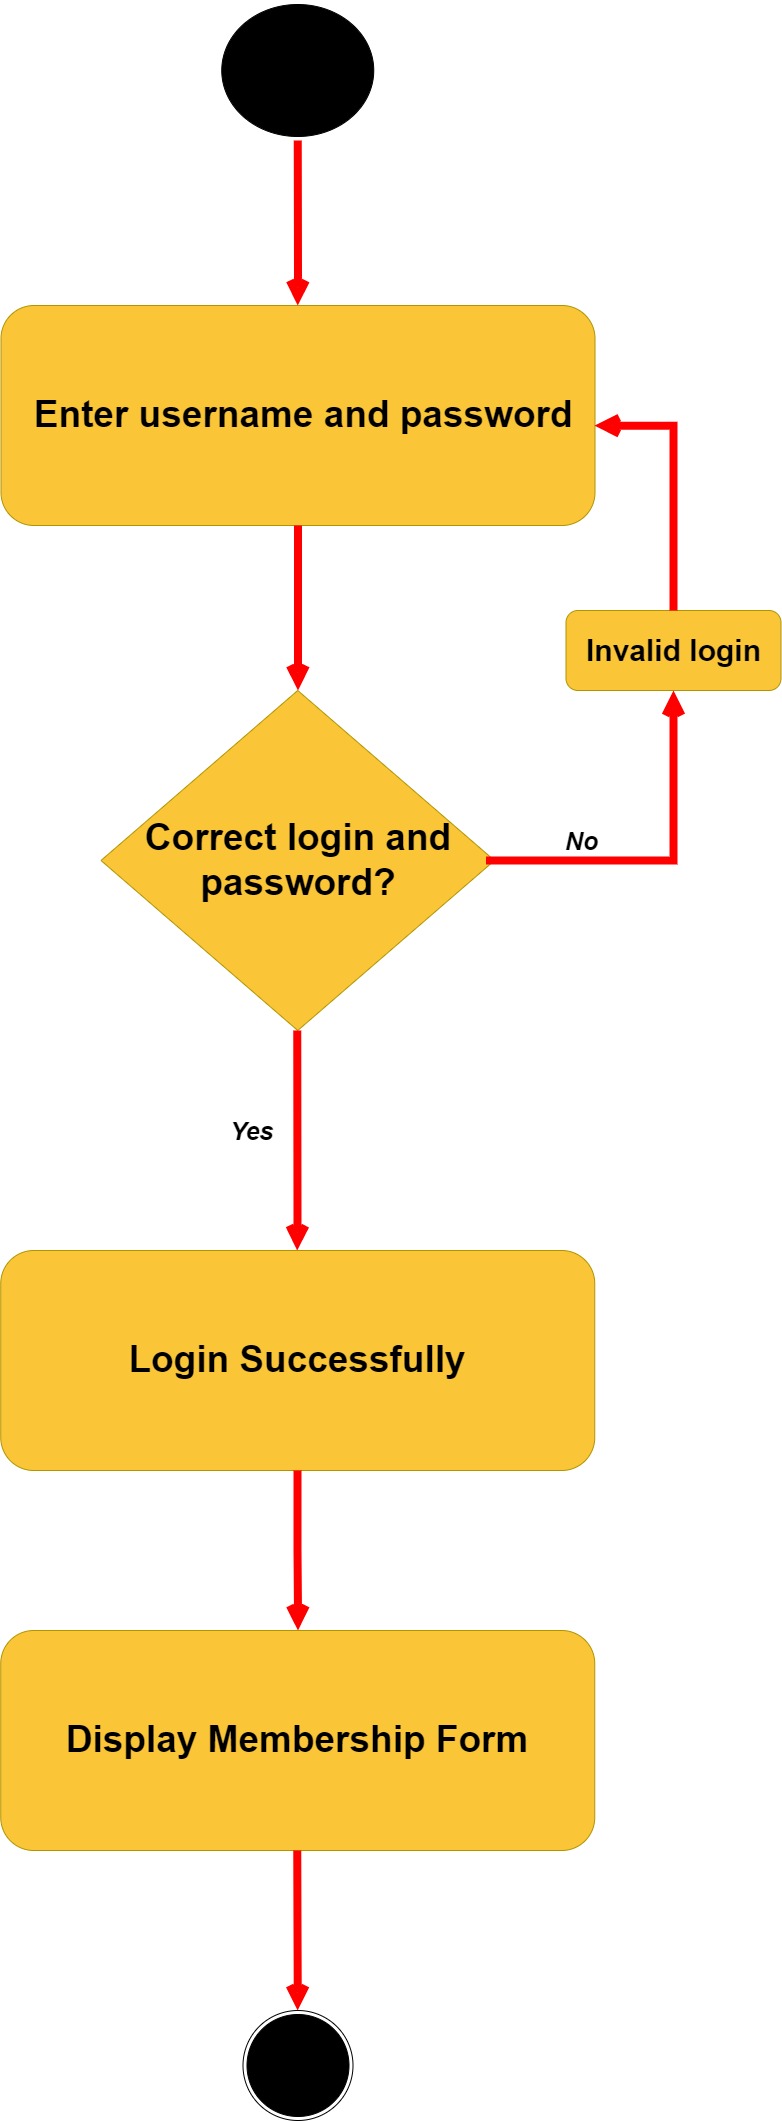 Enter username and password
Invalid login
Correct login and
password?
No
Yes
Login Successfully
Display Membership Form